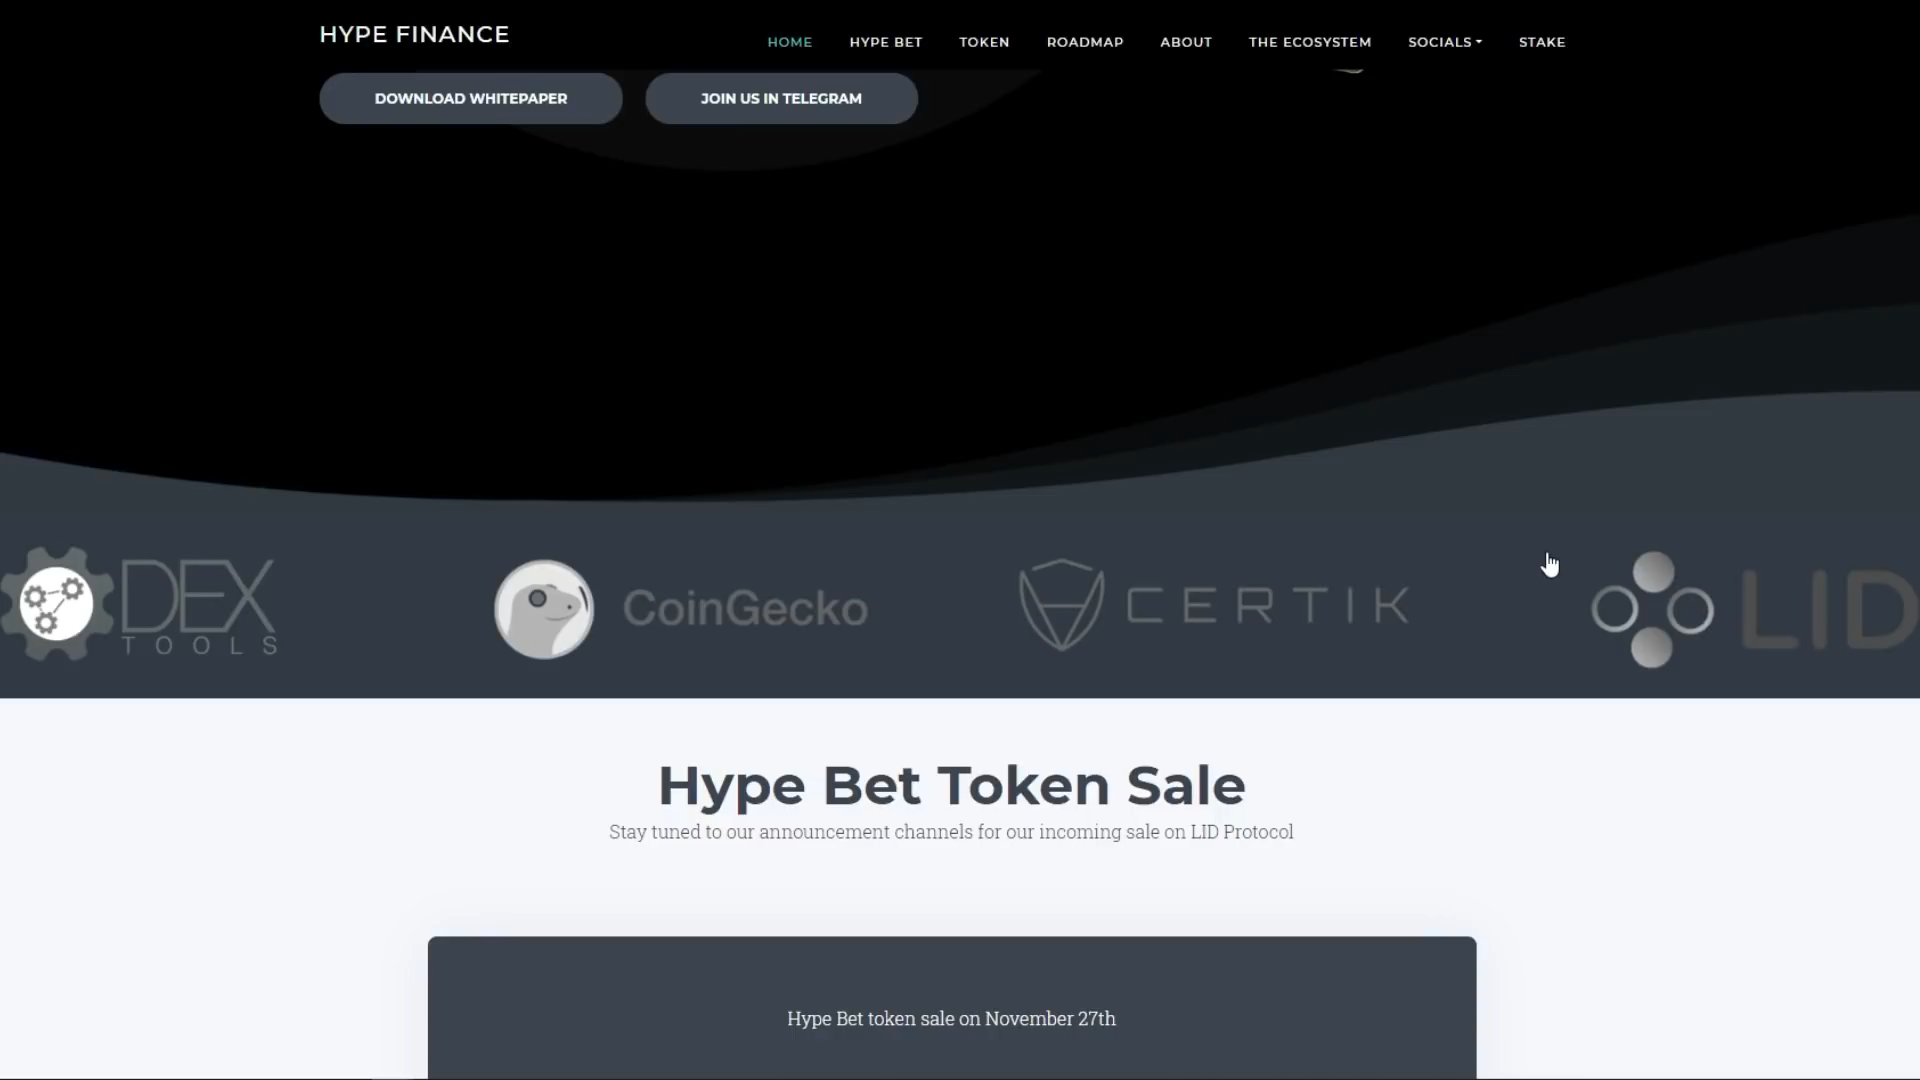 HYPE FINANCE
HOME HYPE BET TOKEN ROADMAP ABOUT THE ECOSYSTEM SOCIALS STAKE
DOWNLOAD WHITEPAPER JOIN US IN TELEGRAM
DEX
TOOLS
CoinGecko
CERTIK
LID
Hype Bet Token Sale
Stay tuned to our announcement channels for our incoming sale on LID Protocol
Hype Bet token sale on November 27th